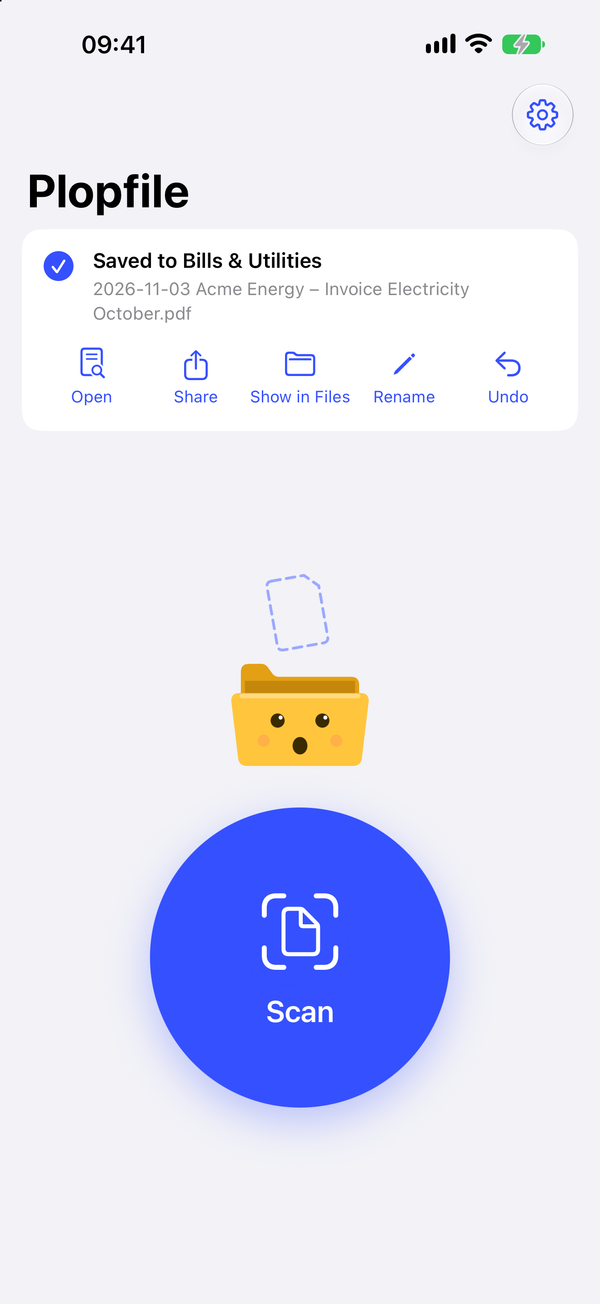 09:41
Plopfile
Saved to Bills & Utilities
2026-11-03 Acme Energy – Invoice Electricity
October.pdf
Open
Share
Show in Files
Rename
Undo
Scan